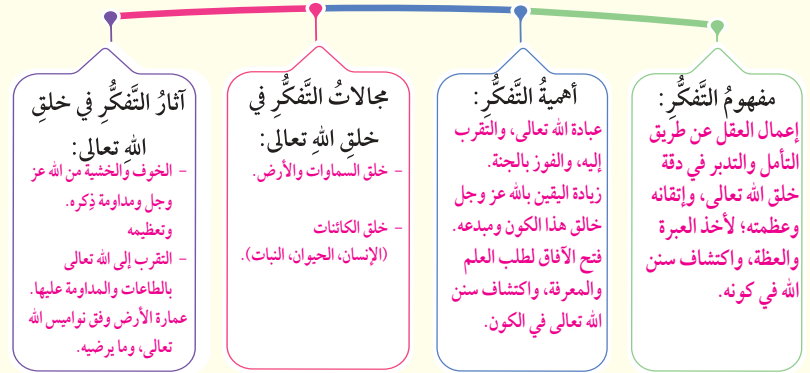 مفهومُ التَّفكُّرِ:
إعمال العقل عن طريق
التأمل والتدبر في دقة
خلق الله تعالى، وإتقانه
وعظمته؛ لأخذ العبرة
والعظة، واكتشاف سنن
الله في كونه.
أهميةُ التَّفكُّرِ:
عبادة الله تعالى، والتقرب
إليه، والفوز بالجنة.
زيادة اليقين بالله عز وجل
خالق هذا الكون ومبدعه.
فتح الآفاق لطلب العلم
والمعرفة، واكتشاف سنن
الله تعالى في الكون.
مجالاتُ التَّفكُّرِ في
خلقِ اللهِ تعالى:
- خلق السماوات والأرض.
- خلق الكائنات
(الإنسان، الحيوان، النبات).
آثارُ التَّفكُّرِ في خلقِ
اللهِ تعالى:
- الخوف والخشية من الله عز
وجل ومداومة ذِكره.
وتعظيمه
- التقرب إلى الله تعالى
بالطاعات والمداومة عليها.
عمارة الأرض وفق نواميس الله
تعالى، وما يرضيه.